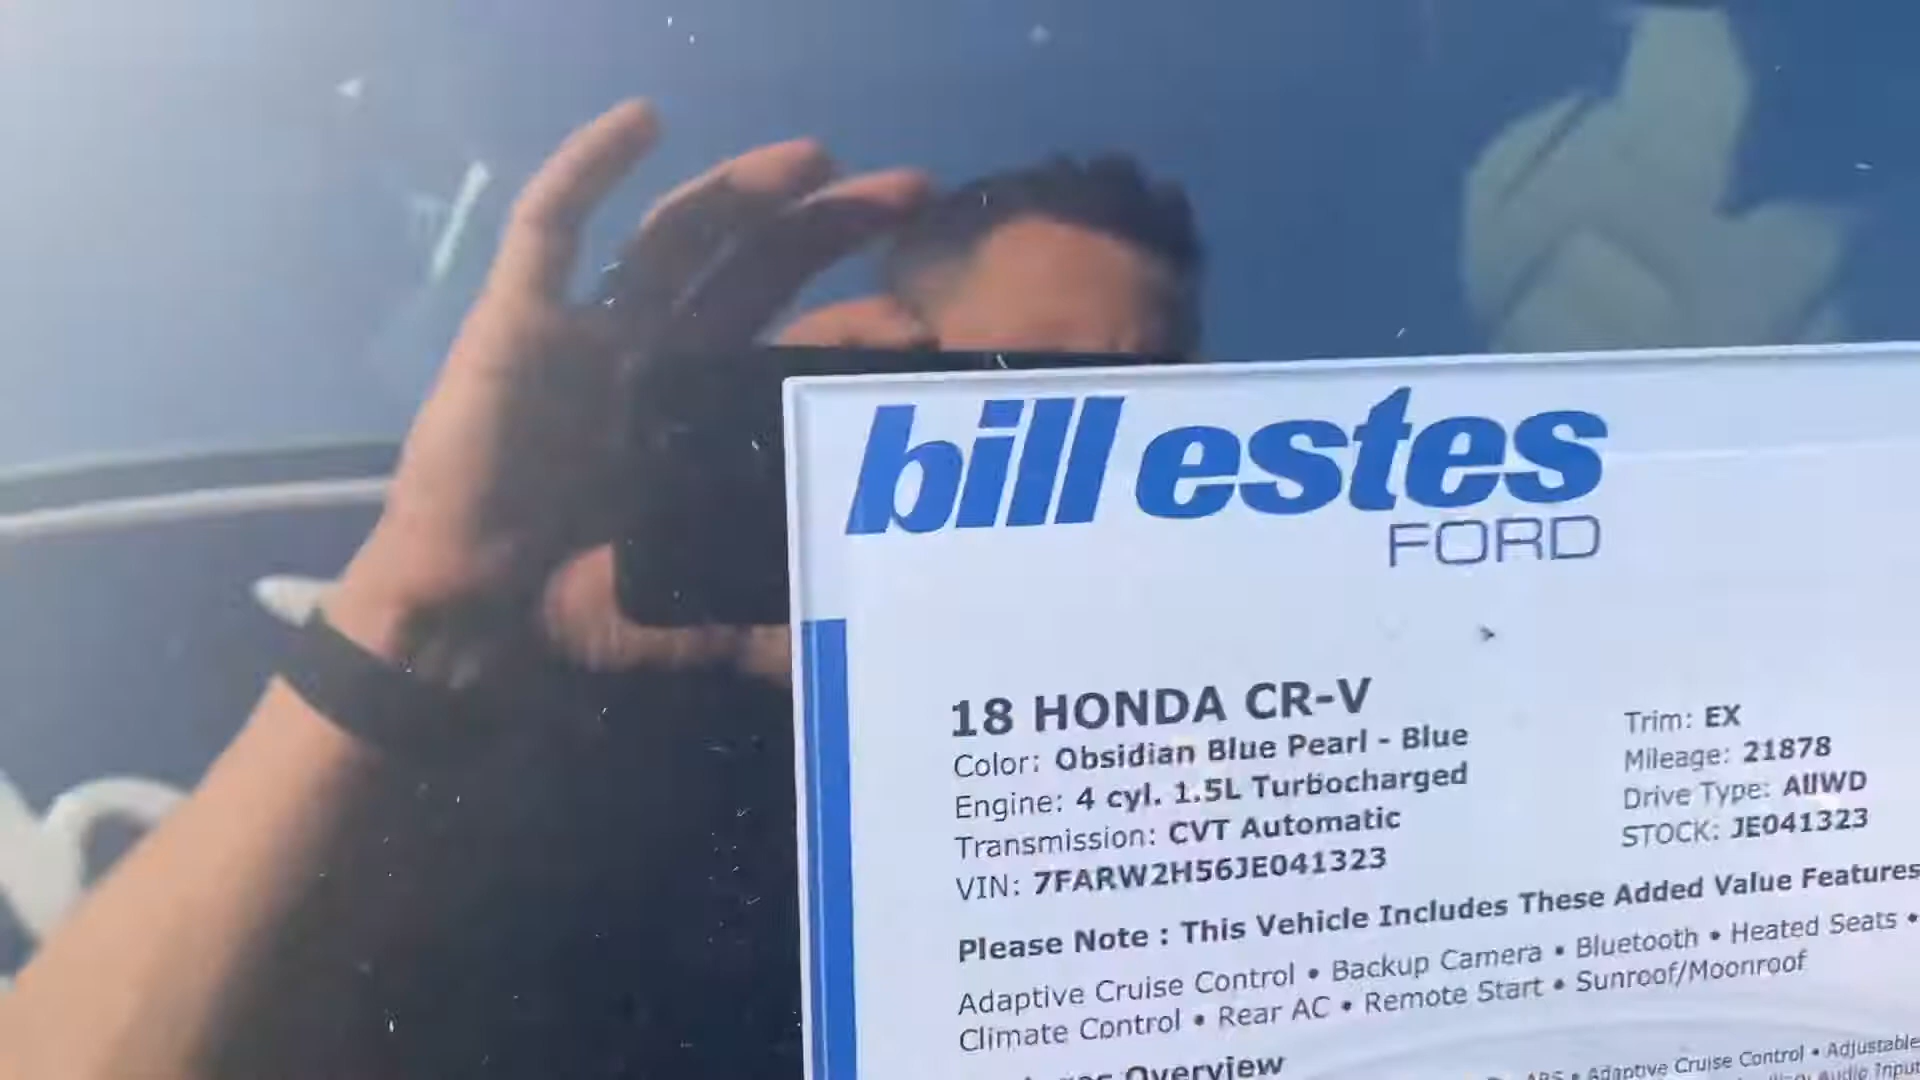 bill estes
FORD
18 HONDA CR-V
Color: Obsidian Blue Pearl - Blue
Engine: 4 cyl. 1.5L Turbocharged
Transmission: CVT Automatic
VIN: 7FARW2H56JE041323
Trim: EX
Mileage: 21878
Drive Type: AllWD
STOCK: JE041323
Please Note : This Vehicle Includes These Added Value Features
Adaptive Cruise Control • Backup Camera • Bluetooth • Heated Seats •
Climate Control • Rear AC • Remote Start • Sunroof/Moonroof
Overview
ABS • Adaptive Cruise Control • Adjustable
Audio Input